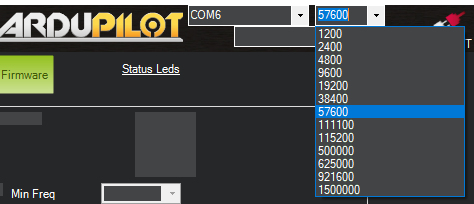 ARDUPILOT
COM6
57600
T
Firmware
Status Leds
1200
2400
4800
9600
19200
38400
57600
111100
115200
500000
625000
921600
1500000
Min Freq